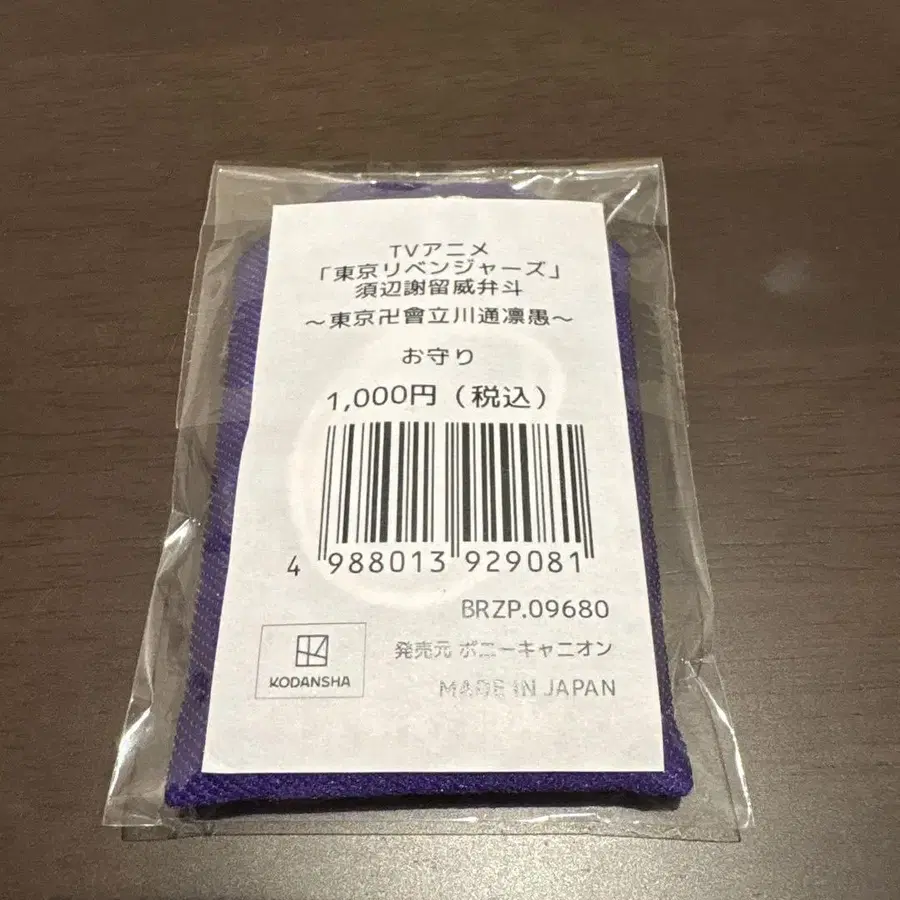 TVアニメ
「東京リベンジャーズ」
須辺謝留威弁斗
～東京卍會立川通凛愚～
お守り
1,000円（税込）
4 988013 929081
BRZP.09680
KODANSHA
発売元 ポニーキャニオン
MADE IN JAPAN